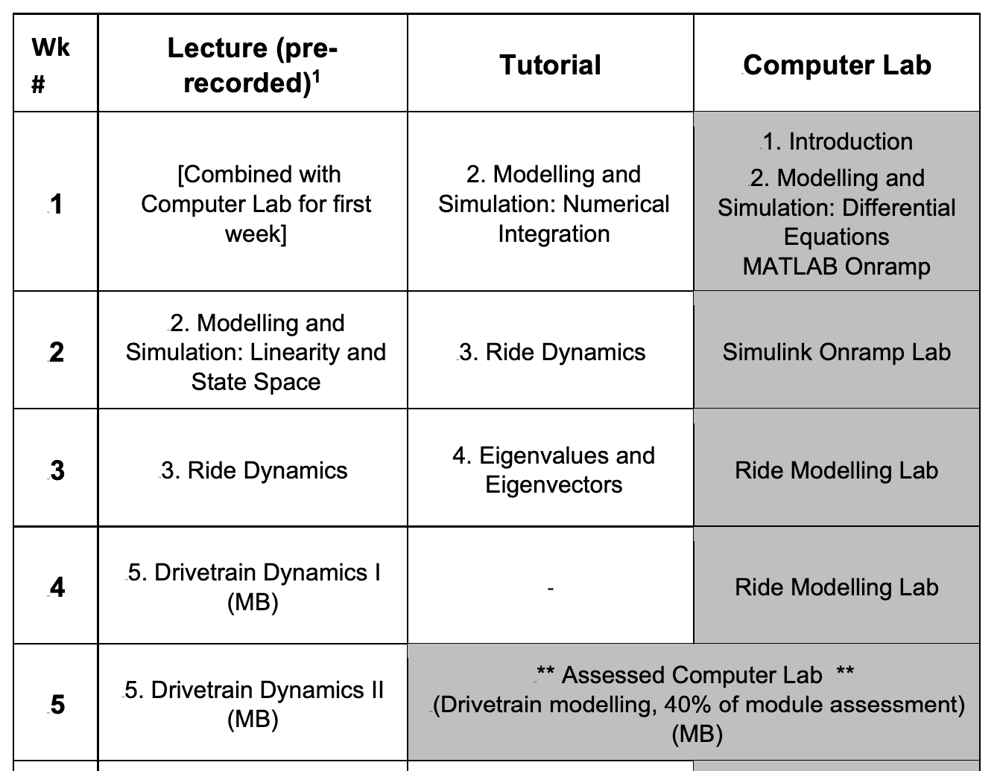 Wk
#
Lecture (pre-
recorded)1
Tutorial
Computer Lab
1
[Combined with
Computer Lab for first
week]
2. Modelling and
Simulation: Numerical
Integration
1. Introduction
2. Modelling and
Simulation: Differential
Equations
MATLAB Onramp
2
2. Modelling and
Simulation: Linearity and
State Space
3. Ride Dynamics
Simulink Onramp Lab
3
3. Ride Dynamics
4. Eigenvalues and
Eigenvectors
Ride Modelling Lab
4
5. Drivetrain Dynamics I
(MB)
-
Ride Modelling Lab
5
5. Drivetrain Dynamics II
(MB)
** Assessed Computer Lab **
(Drivetrain modelling, 40% of module assessment)
(MB)